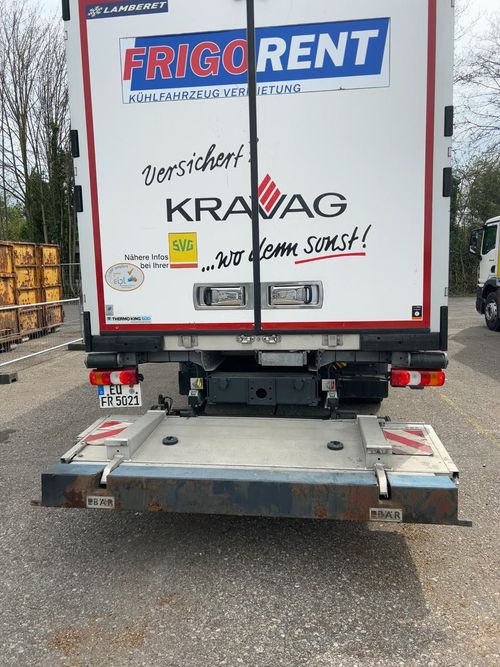 LAMBERET
FRIGORENT
KÜHLFAHRZEUG VERMIETUNG
Versichert:
KRAVAG
Nähere Infos
bei Ihrer
SVG
...wo denn sonst!
THERMO KING SÜD
EU
FR 5021
BÄR
BÄR